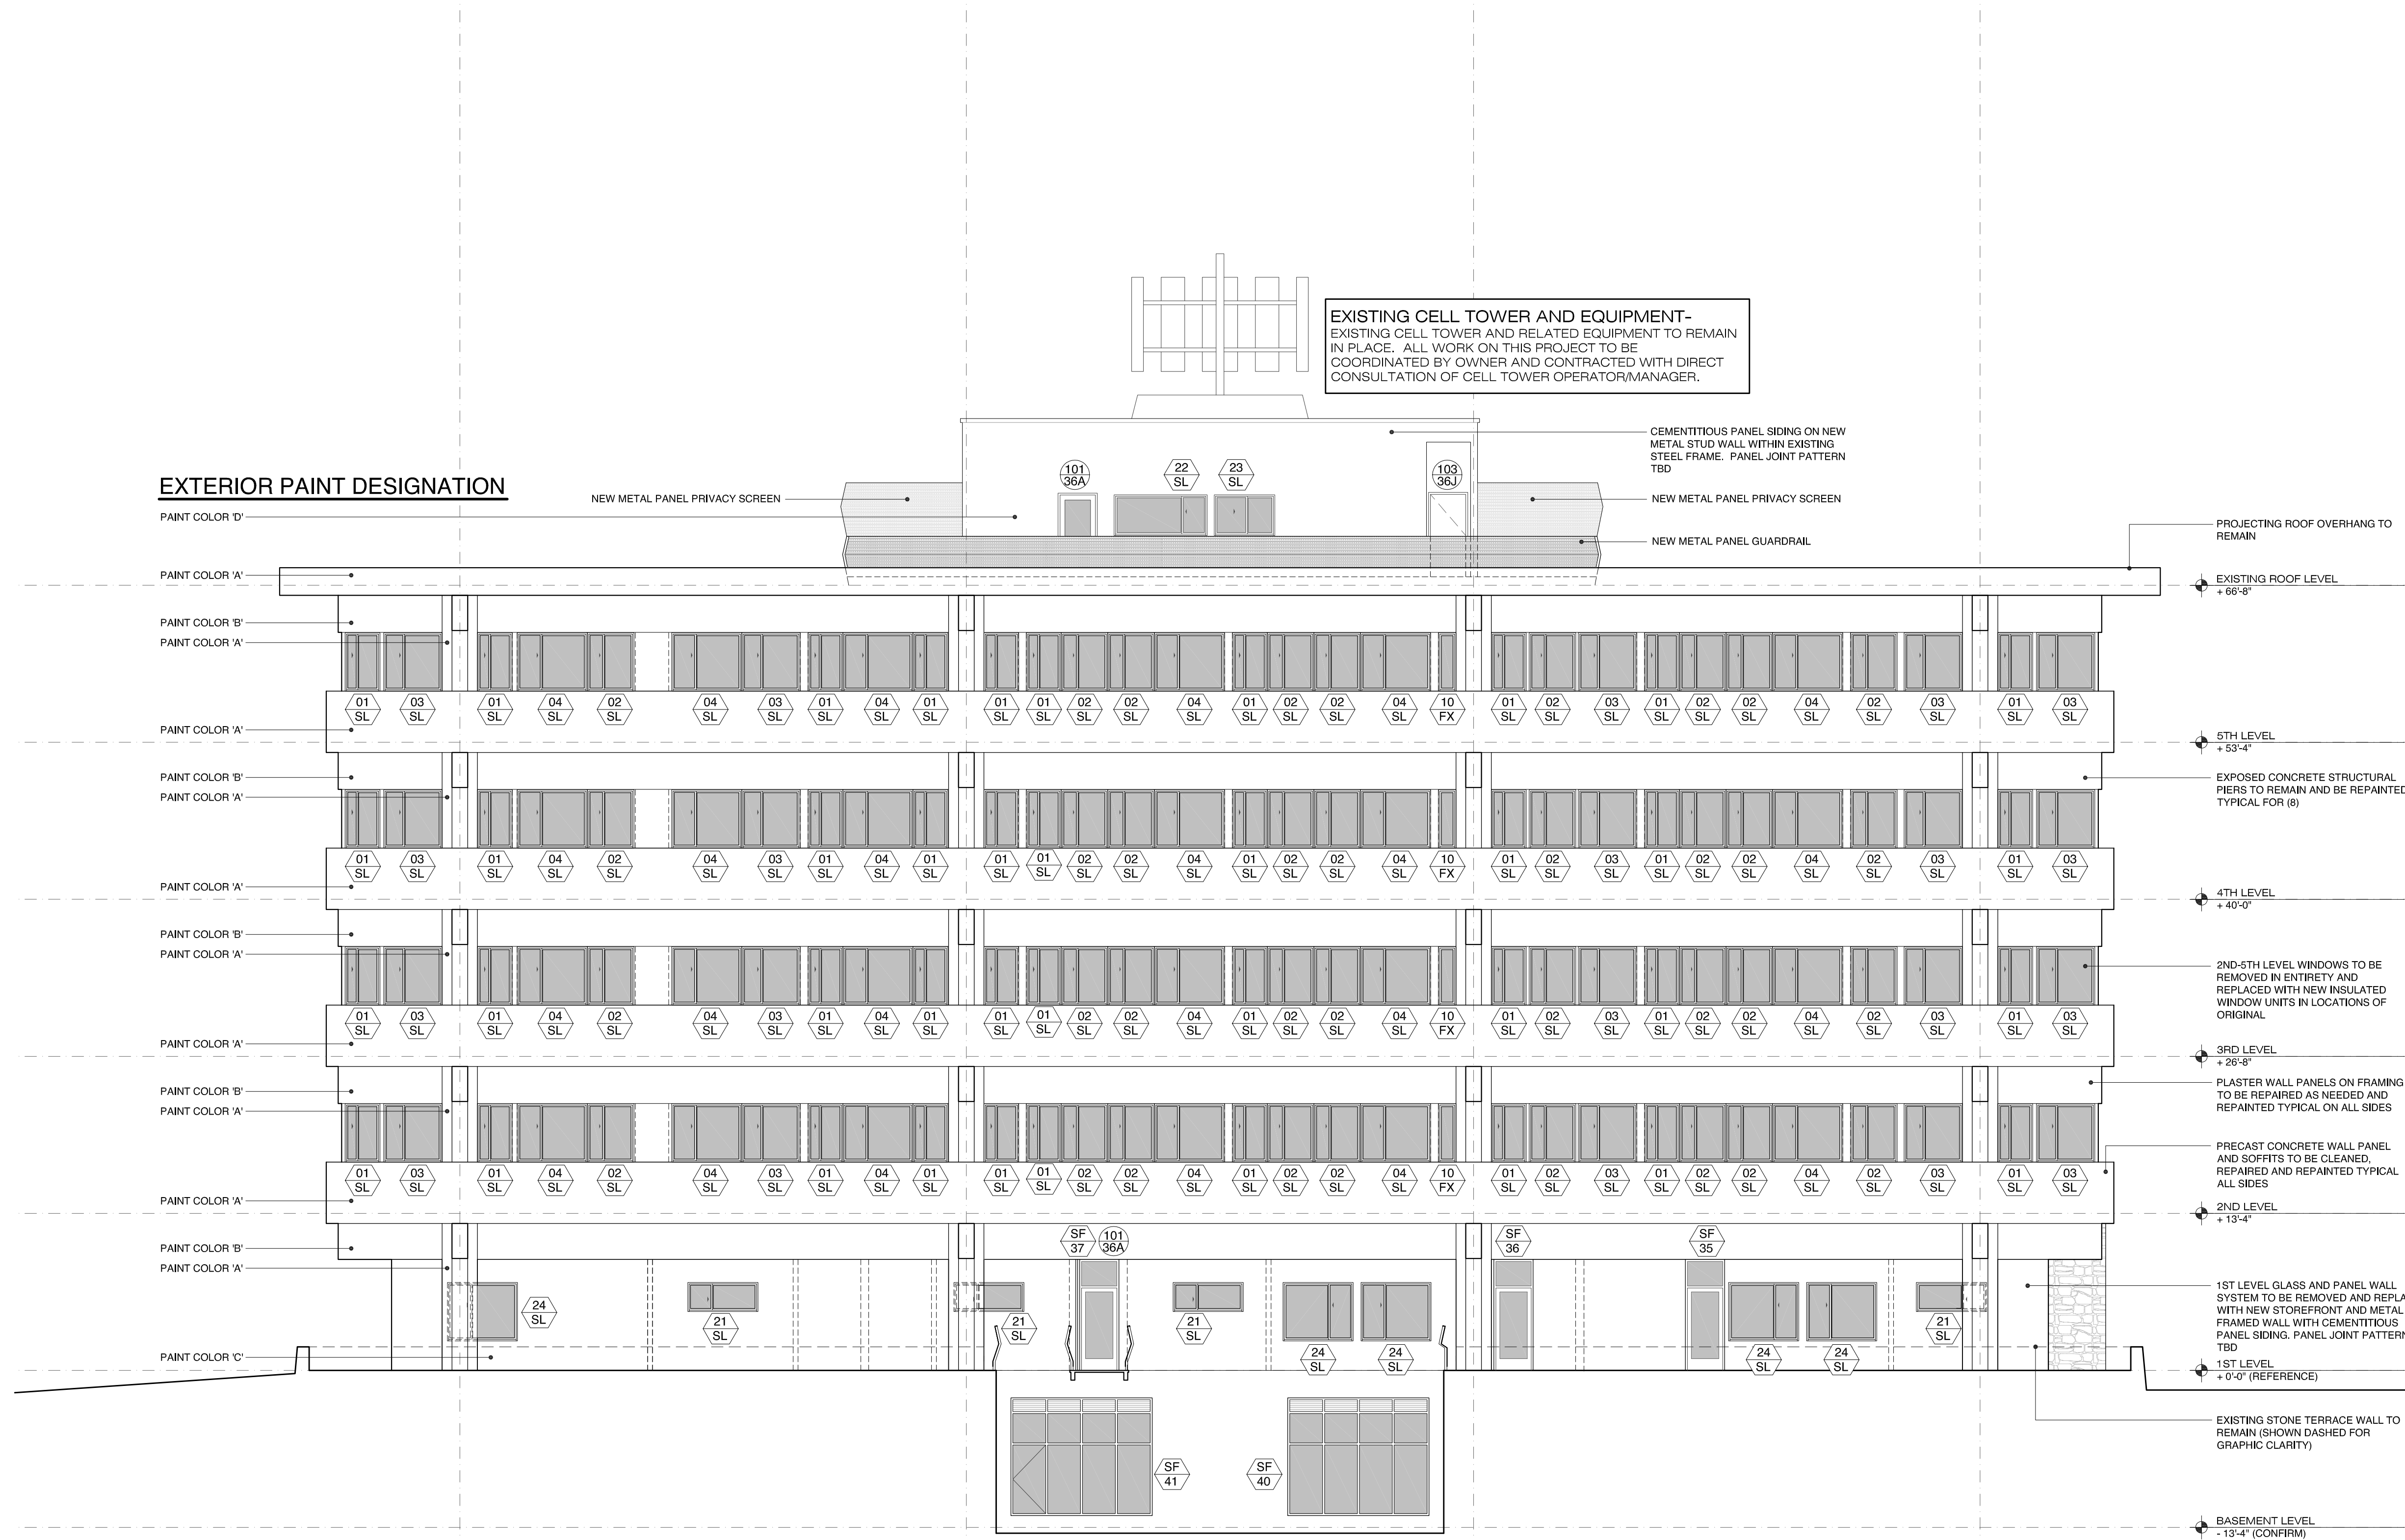 EXISTING CELL TOWER AND EQUIPMENT-
EXISTING CELL TOWER AND RELATED EQUIPMENT TO REMAIN
IN PLACE. ALL WORK ON THIS PROJECT TO BE
COORDINATED BY OWNER AND CONTRACTED WITH DIRECT
CONSULTATION OF CELL TOWER OPERATOR/MANAGER.
CEMENTITIOUS PANEL SIDING ON NEW
METAL STUD WALL WITHIN EXISTING
STEEL FRAME. PANEL JOINT PATTERN
TBD
EXTERIOR PAINT DESIGNATION
NEW METAL PANEL PRIVACY SCREEN
101 22 23 103
36A SL SL 36J
NEW METAL PANEL PRIVACY SCREEN
PAINT COLOR 'D'
NEW METAL PANEL GUARDRAIL
PROJECTING ROOF OVERHANG TO
REMAIN
PAINT COLOR 'A'
EXISTING ROOF LEVEL
+ 66'-8"
PAINT COLOR 'B'
PAINT COLOR 'A'
01 03 01 04 02 04 03 01 04 01 01 01 02 02 04 01 02 02 04 10 01 02 03 01 02 02 04 02 03 01 03
SL SL SL SL SL SL SL SL SL SL SL SL SL SL SL SL SL SL SL FX SL SL SL SL SL SL SL SL SL SL SL
PAINT COLOR 'A'
5TH LEVEL
+ 53'-4"
PAINT COLOR 'B'
PAINT COLOR 'A'
EXPOSED CONCRETE STRUCTURAL
PIERS TO REMAIN AND BE REPAINTED
TYPICAL FOR (8)
01 03 01 04 02 04 03 01 04 01 01 01 02 02 04 01 02 02 04 10 01 02 03 01 02 02 04 02 03 01 03
SL SL SL SL SL SL SL SL SL SL SL SL SL SL SL SL SL SL SL FX SL SL SL SL SL SL SL SL SL SL SL
PAINT COLOR 'A'
4TH LEVEL
+ 40'-0"
PAINT COLOR 'B'
PAINT COLOR 'A'
2ND-5TH LEVEL WINDOWS TO BE
REMOVED IN ENTIRETY AND
REPLACED WITH NEW INSULATED
WINDOW UNITS IN LOCATIONS OF
ORIGINAL
01 03 01 04 02 04 03 01 04 01 01 01 02 02 04 01 02 02 04 10 01 02 03 01 02 02 04 02 03 01 03
SL SL SL SL SL SL SL SL SL SL SL SL SL SL SL SL SL SL SL FX SL SL SL SL SL SL SL SL SL SL SL
PAINT COLOR 'A'
3RD LEVEL
+ 26'-8"
PAINT COLOR 'B'
PAINT COLOR 'A'
PLASTER WALL PANELS ON FRAMING
TO BE REPAIRED AS NEEDED AND
REPAINTED TYPICAL ON ALL SIDES
PRECAST CONCRETE WALL PANEL
AND SOFFITS TO BE CLEANED,
REPAIRED AND REPAINTED TYPICAL
ALL SIDES
01 03 01 04 02 04 03 01 04 01 01 01 02 02 04 01 02 02 04 10 01 02 03 01 02 02 04 02 03 01 03
SL SL SL SL SL SL SL SL SL SL SL SL SL SL SL SL SL SL SL FX SL SL SL SL SL SL SL SL SL SL SL
PAINT COLOR 'A'
2ND LEVEL
+ 13'-4"
PAINT COLOR 'B'
PAINT COLOR 'A'
SF 101 SF SF
37 36A 36 35
1ST LEVEL GLASS AND PANEL WALL
SYSTEM TO BE REMOVED AND REPLA
WITH NEW STOREFRONT AND METAL
FRAMED WALL WITH CEMENTITIOUS
PANEL SIDING. PANEL JOINT PATTERN
TBD
24
SL
21 21 21 21
SL SL SL SL
24 24 24 24
SL SL SL SL
PAINT COLOR 'C'
1ST LEVEL
+ 0'-0" (REFERENCE)
EXISTING STONE TERRACE WALL TO
REMAIN (SHOWN DASHED FOR
GRAPHIC CLARITY)
SF SF
41 40
BASEMENT LEVEL
- 13'-4" (CONFIRM)